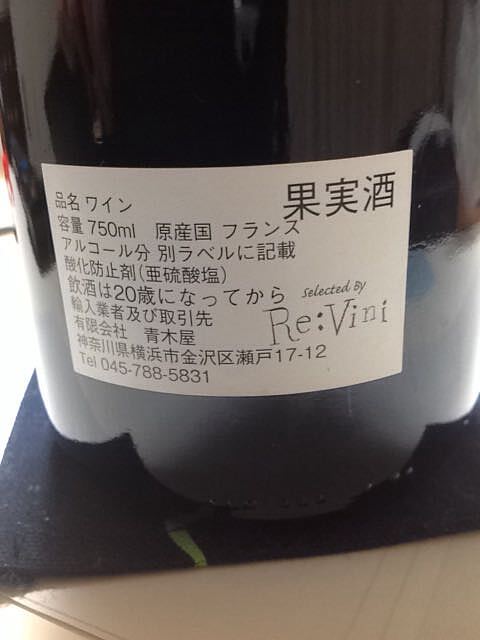 果実酒
品名 ワイン
容量 750ml 原産国 フランス
アルコール分 別ラベルに記載
酸化防止剤(亜硫酸塩)
飲酒は20歳になってから
輸入業者及び取引先
有限会社 青木屋
神奈川県横浜市金沢区瀬戸17-12
Tel 045-788-5831
Selected By
Re:Vini